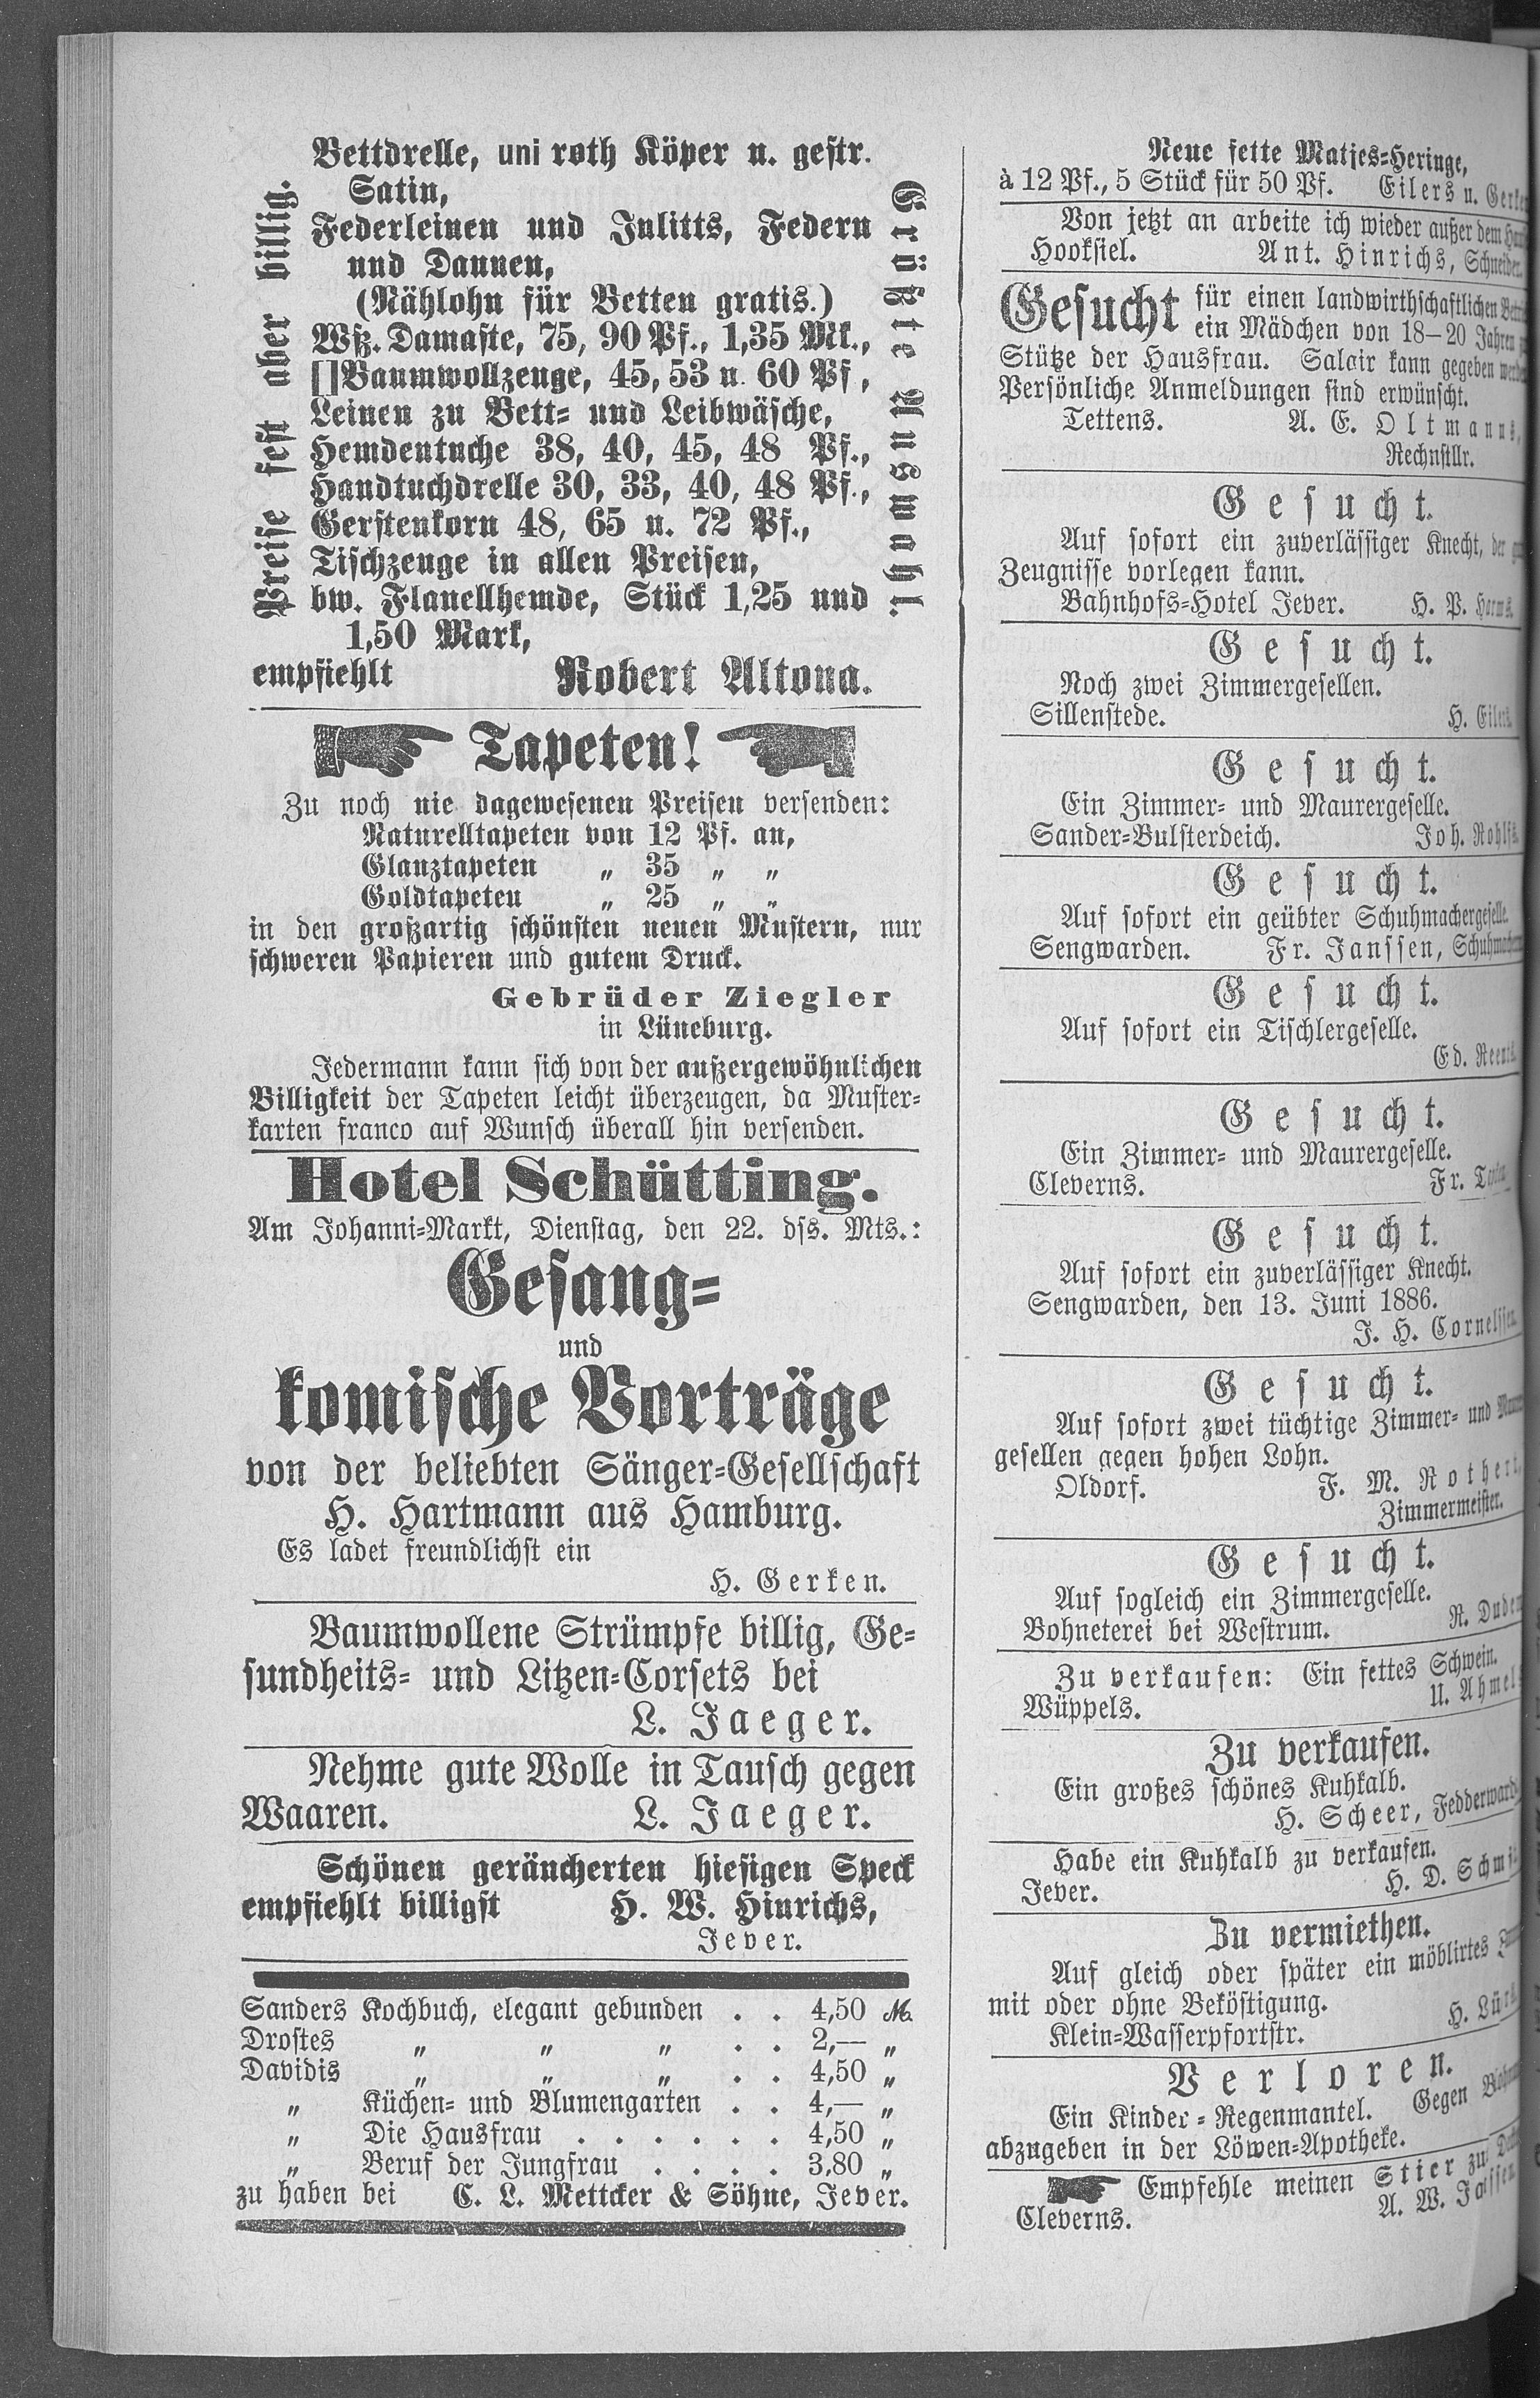 Preise fest aber billig.
Bettdrelle, uni roth Köper u. gestr.
Satin,
Federleinen und Inlitts, Federn
und Daunen,
(Nählohn für Betten gratis.)
Wß. Damaste, 75, 90 Pf., 1,35 Mk.,
[]Baumwollzeuge, 45, 53 u. 60 Pf,
Leinen zu Bett- und Leibwäsche,
Hemdentuche 38, 40, 45, 48 Pf.,
Handtuchdrelle 30, 33, 40, 48 Pf.,
Gerstenkorn 48, 65 u. 72 Pf.,
Tischzeuge in allen Preisen,
bw. Flanellhemde, Stück 1,25 und
1,50 Mark,
Größte Auswahl.
empfiehlt Robert Altona.
Tapeten!
Zu noch nie dagewesenen Preisen versenden:
Naturelltapeten von 12 Pf. an,
Glanztapeten „ 35 „ „
Goldtapeten „ 25 „ „
in den großartig schönsten neuen Mustern, nur
schweren Papieren und gutem Druck.
Gebrüder Ziegler
in Lüneburg.
Jedermann kann sich von der außergewöhnlichen
Billigkeit der Tapeten leicht überzeugen, da Muster-
karten franco auf Wunsch überall hin versenden.
Hotel Schütting.
Am Johanni-Markt, Dienstag, den 22. dss. Mts.:
Gesang-
und
komische Vorträge
von der beliebten Sänger-Gesellschaft
H. Hartmann aus Hamburg.
Es ladet freundlichst ein
H. Gerken.
Baumwollene Strümpfe billig, Ge-
sundheits- und Litzen-Corsets bei
L. Jaeger.
Nehme gute Wolle in Tausch gegen
Waaren. L. Jaeger.
Schönen geräucherten hiesigen Speck
empfiehlt billigst H. W. Hinrichs,
Jever.
Sanders Kochbuch, elegant gebunden . . 4,50 M.
Drostes „ „ „ . . 2,— „
Davidis „ „ „ . . 4,50 „
„ Küchen- und Blumengarten . . 4,— „
„ Die Hausfrau . . . . . . 4,50 „
„ Beruf der Jungfrau . . . . 3,80 „
zu haben bei C. L. Mettcker & Söhne, Jever.
Neue fette Matjes-Heringe,
à 12 Pf., 5 Stück für 50 Pf. Eilers u.
Von jetzt an arbeite ich wieder außer dem
Hooksiel. Ant. Hinrichs, Schneider.
Gesucht für einen landwirthschaftlichen
ein Mädchen von 18—20 Jahren
Stütze der Hausfrau. Salair kann gegeben
Persönliche Anmeldungen sind erwünscht.
Tettens. A. E. Oltmanns,
Rechnstllr.
Gesucht.
Auf sofort ein zuverlässiger Knecht, der
Zeugnisse vorlegen kann.
Bahnhofs-Hotel Jever. H. P. Harms.
Gesucht.
Noch zwei Zimmergesellen.
Sillenstede. H. Eilers.
Gesucht.
Ein Zimmer- und Maurergeselle.
Sander-Bulsterdeich. Joh. Rohlfs.
Gesucht.
Auf sofort ein geübter Schuhmachergeselle.
Sengwarden. Fr. Janssen,
Gesucht.
Auf sofort ein Tischlergeselle.
Ed.
Gesucht.
Ein Zimmer- und Maurergeselle.
Cleverns. Fr.
Gesucht.
Auf sofort ein zuverlässiger Knecht.
Sengwarden, den 13. Juni 1886.
J. H. Cornelssen.
Gesucht.
Auf sofort zwei tüchtige Zimmer- und
gesellen gegen hohen Lohn.
Oldorf. F. M. Rothert,
Zimmermeister.
Gesucht.
Auf sogleich ein Zimmergeselle.
Bohneterei bei Westrum. R. Duden
Zu verkaufen: Ein fettes Schwein.
Wüppels. U.
Zu verkaufen.
Ein großes schönes Kuhkalb.
H. Scheer,
Habe ein Kuhkalb zu verkaufen.
Jever. H. D.
Zu vermiethen.
Auf gleich oder später ein möblirtes
mit oder ohne Beköstigung.
Klein-Wasserpfortstr. H.
Verloren.
Ein Kinder-Regenmantel. Gegen
abzugeben in der Löwen-Apotheke.
Empfehle meinen Stier zum
Cleverns. A. W.